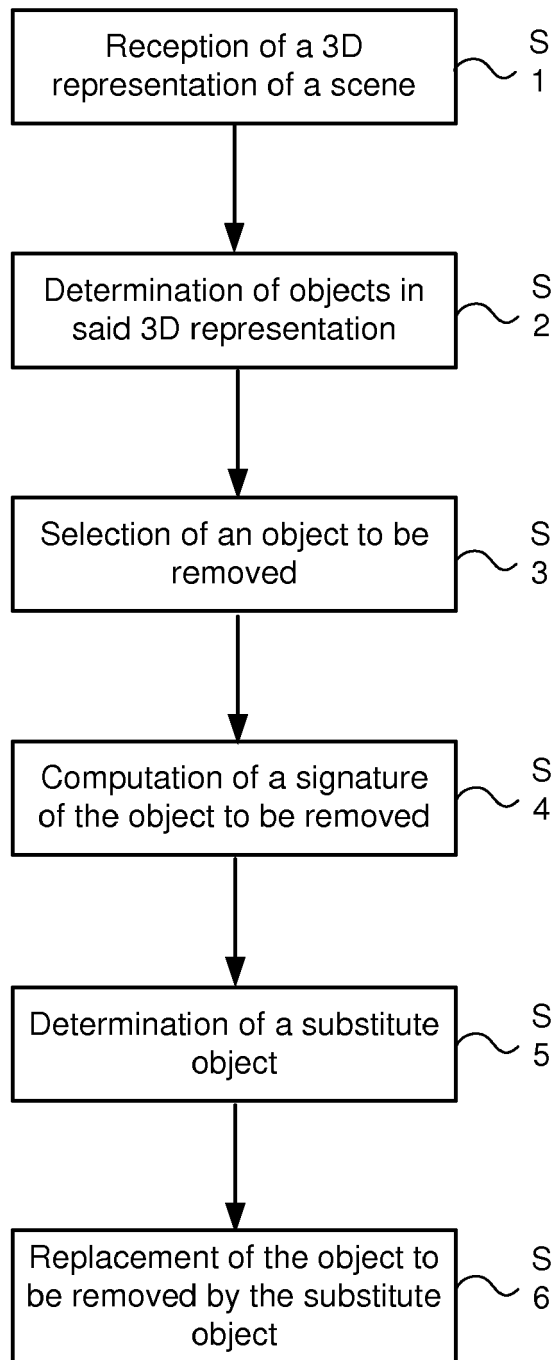 Reception of a 3D
representation of a scene
S
1
Determination of objects in
said 3D representation
S
2
Selection of an object to be
removed
S
3
Computation of a signature
of the object to be removed
S
4
Determination of a substitute
object
S
5
Replacement of the object to
be removed by the substitute
object
S
6